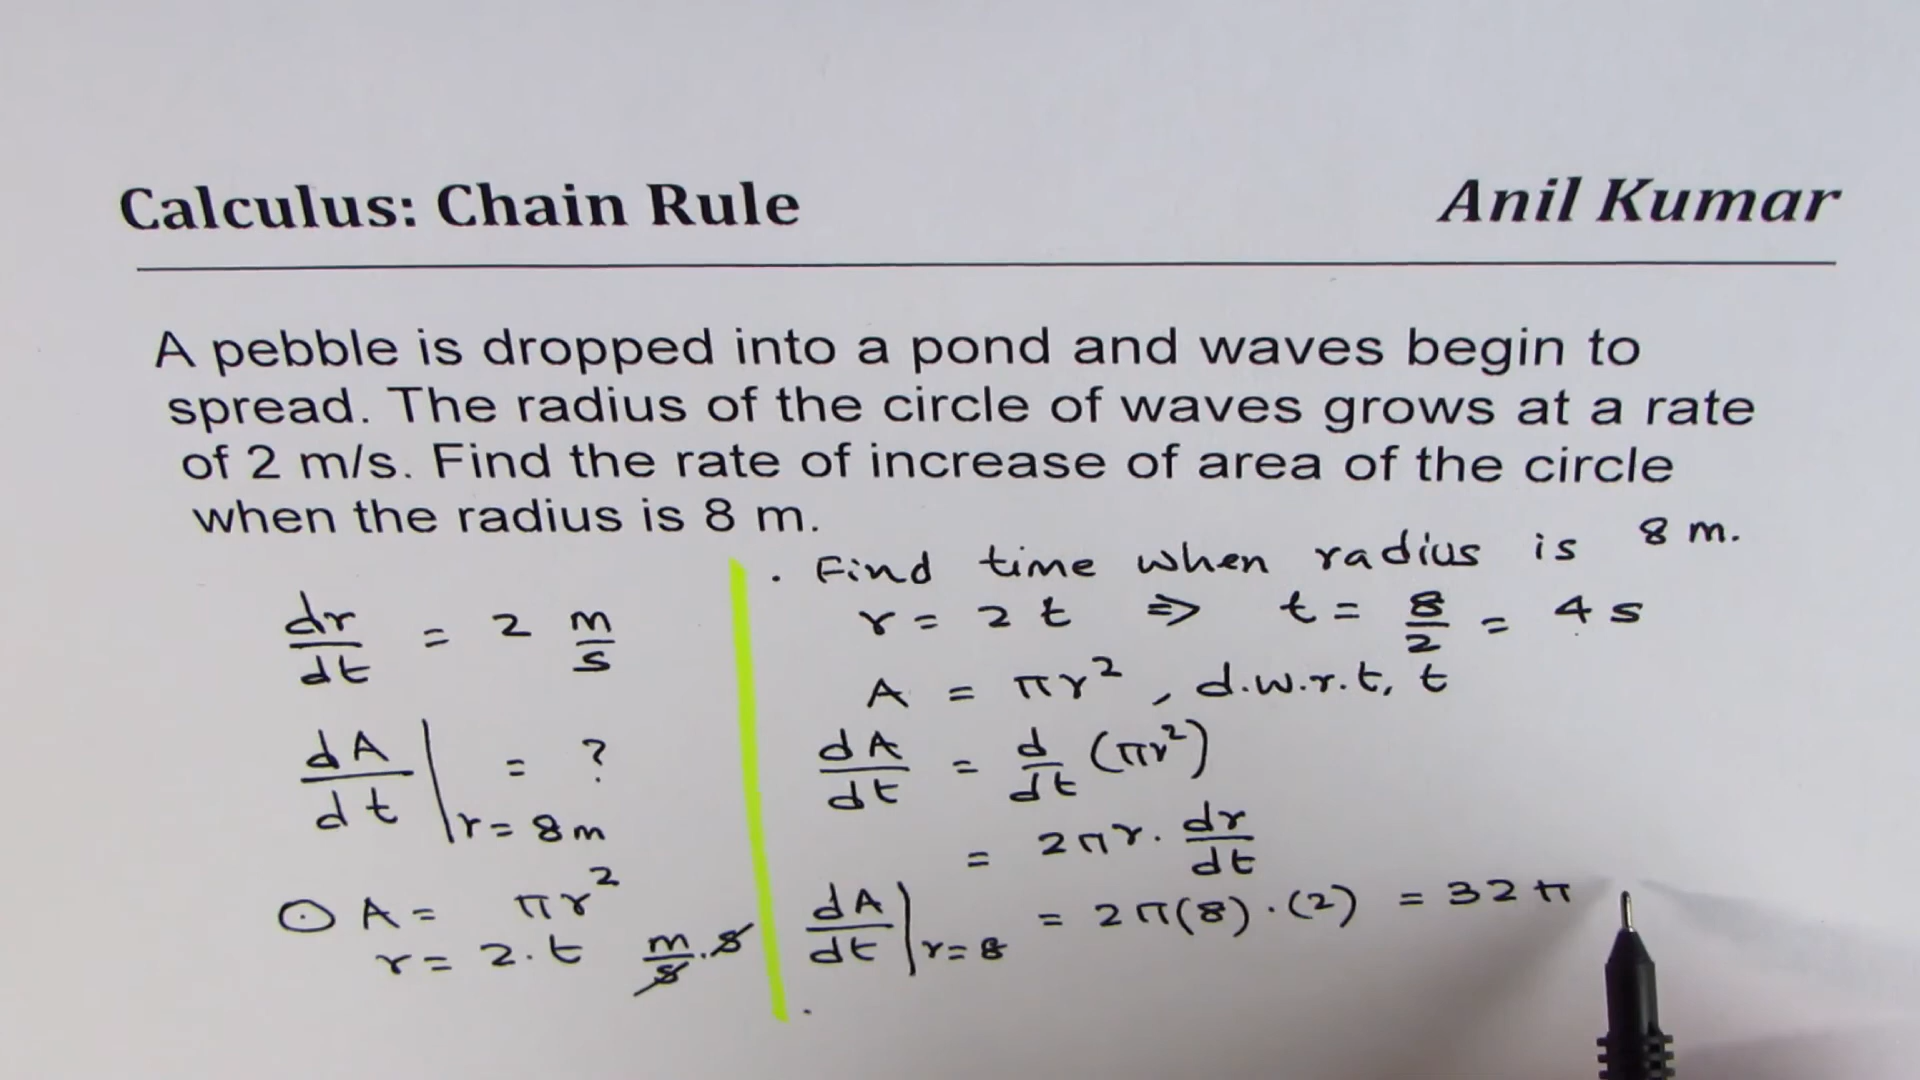 Calculus: Chain Rule
Anil Kumar
A pebble is dropped into a pond and waves begin to
spread. The radius of the circle of waves grows at a rate
of 2 m/s. Find the rate of increase of area of the circle
when the radius is 8 m.
dr/dt = 2 m/s
dA/dt |r=8m = ?
A = πr²
r = 2.t m/s.s
. Find time when radius is 8 m.
r = 2t ⇒ t = 8/2 = 4 s
A = πr², d.w.r.t, t
dA/dt = d/dt (πr²)
= 2πr. dr/dt
dA/dt |r=8 = 2π(8).(2) = 32π